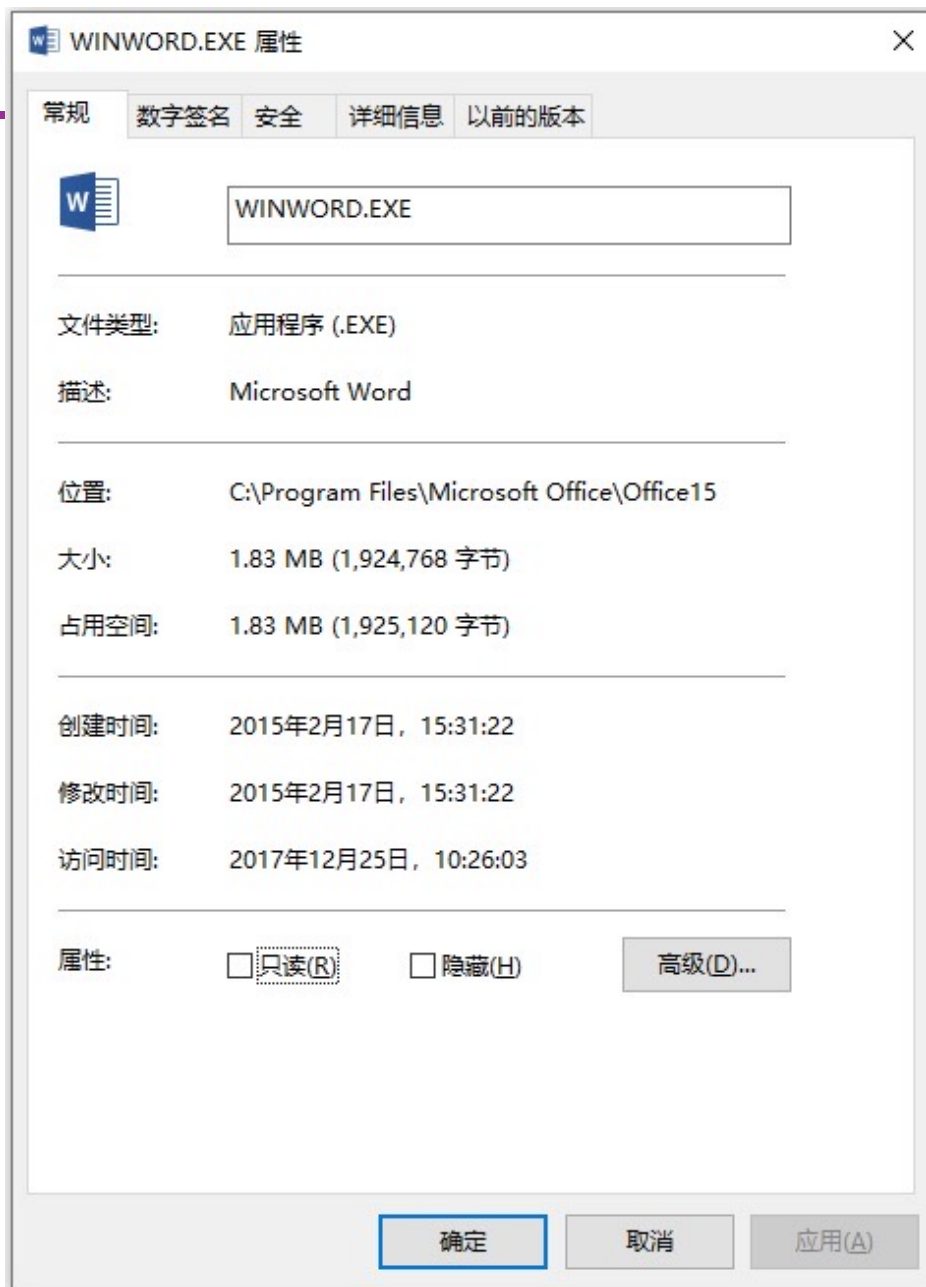 WINWORD.EXE 属性
常规 数字签名 安全 详细信息 以前的版本
WINWORD.EXE
文件类型: 应用程序 (.EXE)
描述: Microsoft Word
位置: C:\Program Files\Microsoft Office\Office15
大小: 1.83 MB (1,924,768 字节)
占用空间: 1.83 MB (1,925,120 字节)
创建时间: 2015年2月17日，15:31:22
修改时间: 2015年2月17日，15:31:22
访问时间: 2017年12月25日，10:26:03
属性: 只读(R) 隐藏(H) 高级(D)...
确定 取消 应用(A)